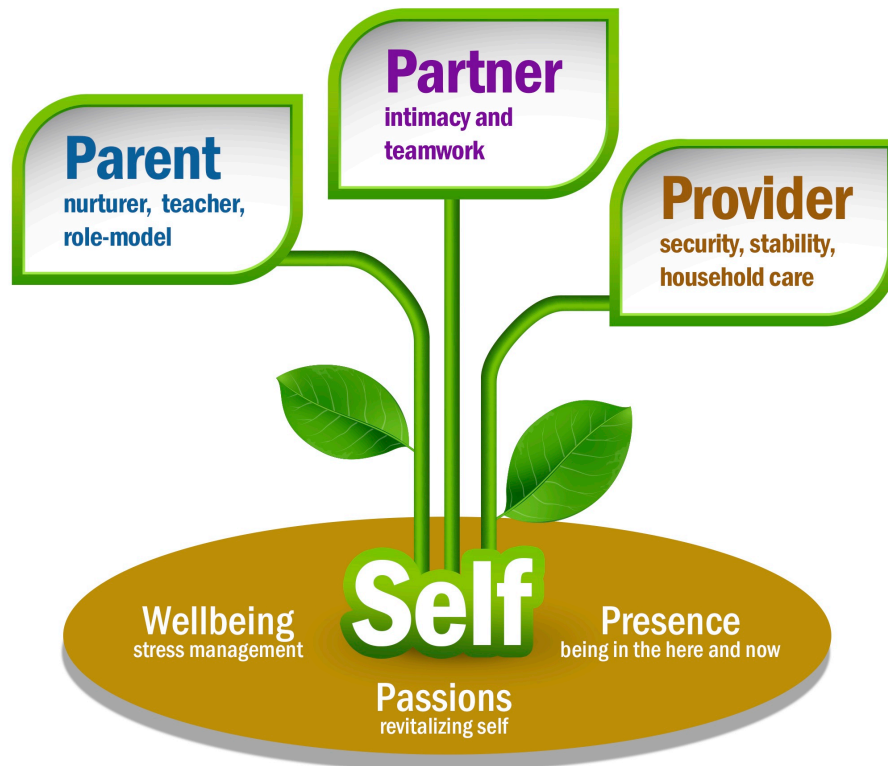 Partner
intimacy and
teamwork
Parent
nurturer, teacher,
role-model
Provider
security, stability,
household care
Self
Wellbeing
stress management
Presence
being in the here and now
Passions
revitalizing self